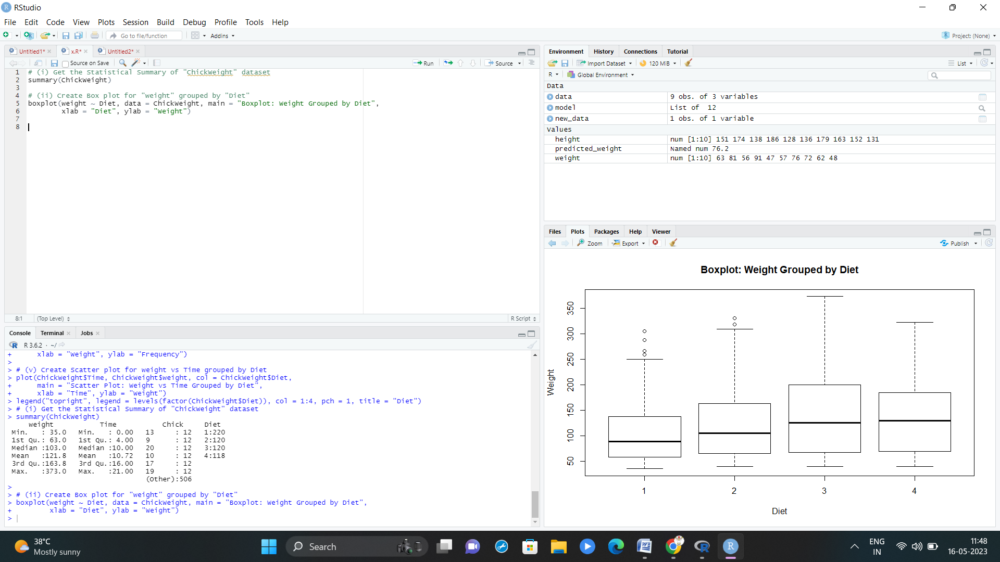 RStudio
File Edit Code View Plots Session Build Debug Profile Tools Help
Go to file/function Addins Project: (None)
Untitled1* x.R* Untitled2*
Source on Save Run Source
1 # (i) Get the Statistical Summary of "ChickWeight" dataset
2 summary(ChickWeight)
3
4 # (ii) Create Box plot for "weight" grouped by "Diet"
5 boxplot(weight ~ Diet, data = ChickWeight, main = "Boxplot: Weight Grouped by Diet",
6 xlab = "Diet", ylab = "Weight")
7
8
8:1 (Top Level) R Script
Console Terminal Jobs
R 3.6.2 · ~/
+ xlab = "Weight", ylab = "Frequency")
>
> # (v) Create Scatter plot for weight vs Time grouped by Diet
> plot(ChickWeight$Time, ChickWeight$weight, col = ChickWeight$Diet,
+ main = "Scatter Plot: Weight vs Time Grouped by Diet",
+ xlab = "Time", ylab = "Weight")
> legend("topright", legend = levels(factor(ChickWeight$Diet)), col = 1:4, pch = 1, title = "Diet")
> # (i) Get the Statistical Summary of "ChickWeight" dataset
> summary(ChickWeight)
weight Time Chick Diet
Min. : 35.0 Min. : 0.00 13 : 12 1:220
1st Qu.: 63.0 1st Qu.: 4.00 9 : 12 2:120
Median :103.0 Median :10.00 20 : 12 3:120
Mean :121.8 Mean :10.72 10 : 12 4:118
3rd Qu.:163.8 3rd Qu.:16.00 17 : 12
Max. :373.0 Max. :21.00 19 : 12
(Other):506
>
> # (ii) Create Box plot for "weight" grouped by "Diet"
> boxplot(weight ~ Diet, data = ChickWeight, main = "Boxplot: Weight Grouped by Diet",
+ xlab = "Diet", ylab = "Weight")
>
Environment History Connections Tutorial
Import Dataset 120 MiB List
R Global Environment
Data
data 9 obs. of 3 variables
model List of 12
new_data 1 obs. of 1 variable
Values
height num [1:10] 151 174 138 186 128 136 179 163 152 131
predicted_weight Named num 76.2
weight num [1:10] 63 81 56 91 47 57 76 72 62 48
Files Plots Packages Help Viewer
Zoom Export Publish
Boxplot: Weight Grouped by Diet
350
300
250
200
150
100
50
Weight
1 2 3 4
Diet
38°C
Mostly sunny
Search
ENG
IN
11:48
16-05-2023